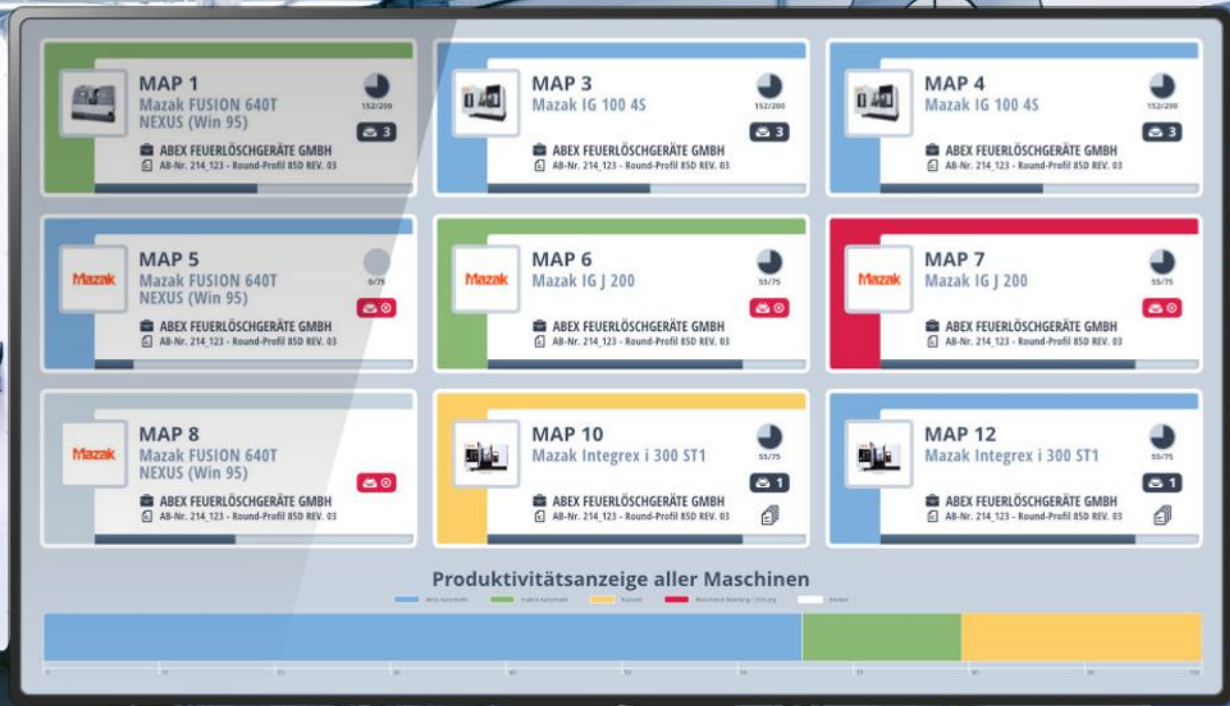 MAP 1
Mazak FUSION 640T
NEXUS (Win 95)
152/200
3
ABEX FEUERLÖSCHGERÄTE GMBH
AB-Nr. 214_123 - Round-Profil 85D REV. 03
MAP 3
Mazak IG 100 4S
152/200
3
ABEX FEUERLÖSCHGERÄTE GMBH
AB-Nr. 214_123 - Round-Profil 85D REV. 03
MAP 4
Mazak IG 100 4S
152/200
3
ABEX FEUERLÖSCHGERÄTE GMBH
AB-Nr. 214_123 - Round-Profil 85D REV. 03
Mazak
MAP 5
Mazak FUSION 640T
NEXUS (Win 95)
0/75
ABEX FEUERLÖSCHGERÄTE GMBH
AB-Nr. 214_123 - Round-Profil 85D REV. 03
Mazak
MAP 6
Mazak IG J 200
55/75
ABEX FEUERLÖSCHGERÄTE GMBH
AB-Nr. 214_123 - Round-Profil 85D REV. 03
Mazak
MAP 7
Mazak IG J 200
55/75
ABEX FEUERLÖSCHGERÄTE GMBH
AB-Nr. 214_123 - Round-Profil 85D REV. 03
Mazak
MAP 8
Mazak FUSION 640T
NEXUS (Win 95)
ABEX FEUERLÖSCHGERÄTE GMBH
AB-Nr. 214_123 - Round-Profil 85D REV. 03
MAP 10
Mazak Integrex i 300 ST1
55/75
1
ABEX FEUERLÖSCHGERÄTE GMBH
AB-Nr. 214_123 - Round-Profil 85D REV. 03
MAP 12
Mazak Integrex i 300 ST1
55/75
1
ABEX FEUERLÖSCHGERÄTE GMBH
AB-Nr. 214_123 - Round-Profil 85D REV. 03
Produktivitätsanzeige aller Maschinen